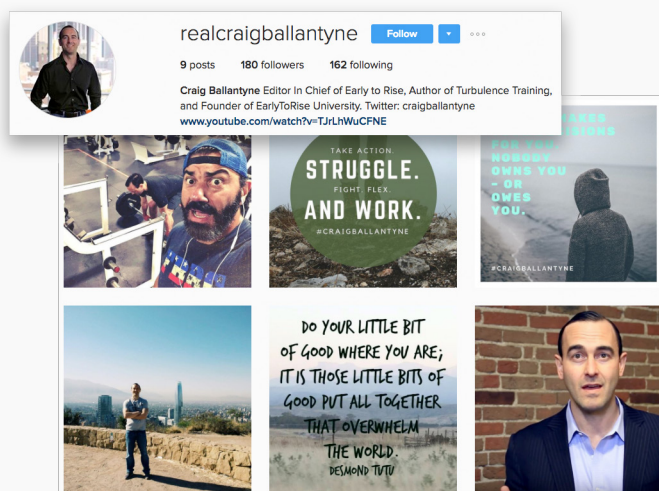 realcraigballantyne
Follow
9 posts 180 followers 162 following
Craig Ballantyne Editor In Chief of Early to Rise, Author of Turbulence Training,
and Founder of EarlyToRise University. Twitter: craigballantyne
www.youtube.com/watch?v=TJrLhWuCFNE
TAKE ACTION.
STRUGGLE.
FIGHT. FLEX.
AND WORK.
#CRAIGBALLANTYNE
FOR YOU.
NOBODY
OWNS YOU
- OR
OWES
YOU.
#CRAIGBALLANTYNE
DO YOUR LITTLE BIT
OF GOOD WHERE YOU ARE;
IT IS THOSE LITTLE BITS OF
GOOD PUT ALL TOGETHER
THAT OVERWHELM
THE WORLD.
DESMOND TUTU